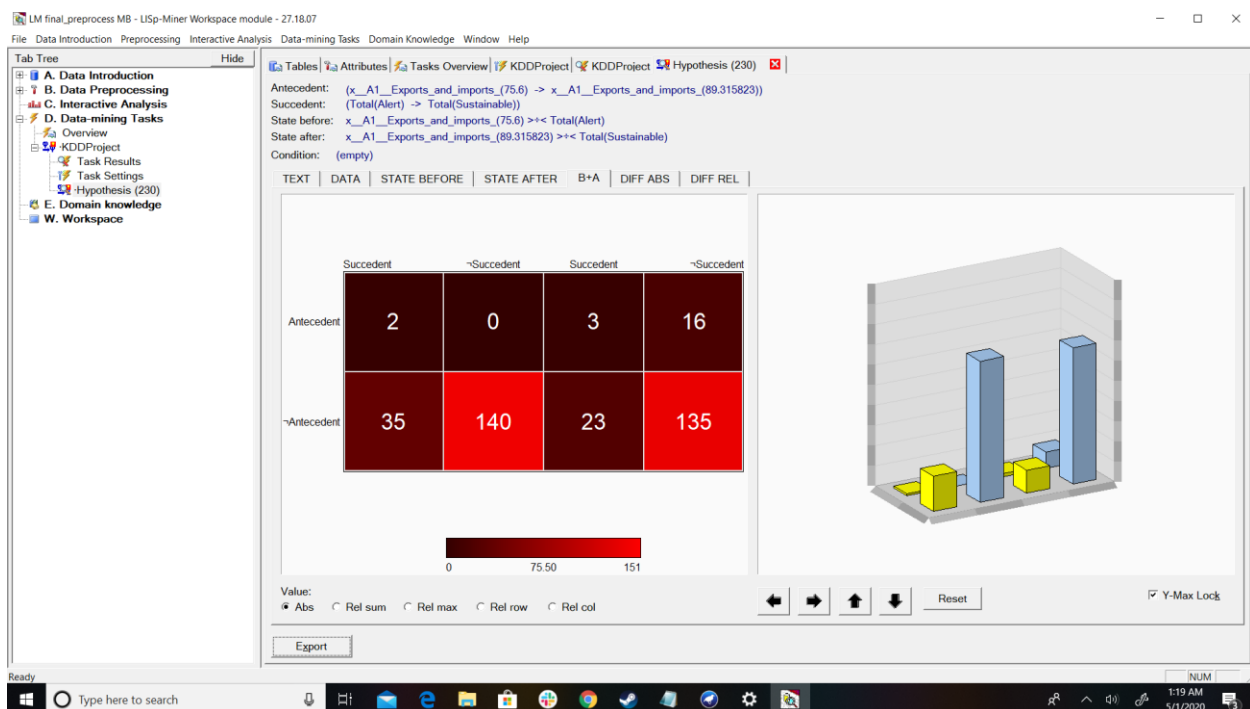 LM final_preprocess MB - LISp-Miner Workspace module - 27.18.07
File Data Introduction Preprocessing Interactive Analysis Data-mining Tasks Domain Knowledge Window Help
Tab Tree Hide
A. Data Introduction
B. Data Preprocessing
C. Interactive Analysis
D. Data-mining Tasks
Overview
KDDProject
Task Results
Task Settings
Hypothesis (230)
E. Domain knowledge
W. Workspace
Tables Attributes Tasks Overview KDDProject KDDProject Hypothesis (230)
Antecedent: (x__A1__Exports_and_imports_(75.6) -> x__A1__Exports_and_imports_(89.315823))
Succedent: (Total(Alert) -> Total(Sustainable))
State before: x__A1__Exports_and_imports_(75.6) >÷< Total(Alert)
State after: x__A1__Exports_and_imports_(89.315823) >÷< Total(Sustainable)
Condition: (empty)
TEXT DATA STATE BEFORE STATE AFTER B+A DIFF ABS DIFF REL
Succedent ¬Succedent Succedent ¬Succedent
Antecedent 2 0 3 16
¬Antecedent 35 140 23 135
0 75.50 151
Value:
Abs Rel sum Rel max Rel row Rel col
Reset
Y-Max Lock
Export
Ready
NUM
Type here to search
1:19 AM
5/1/2020
3